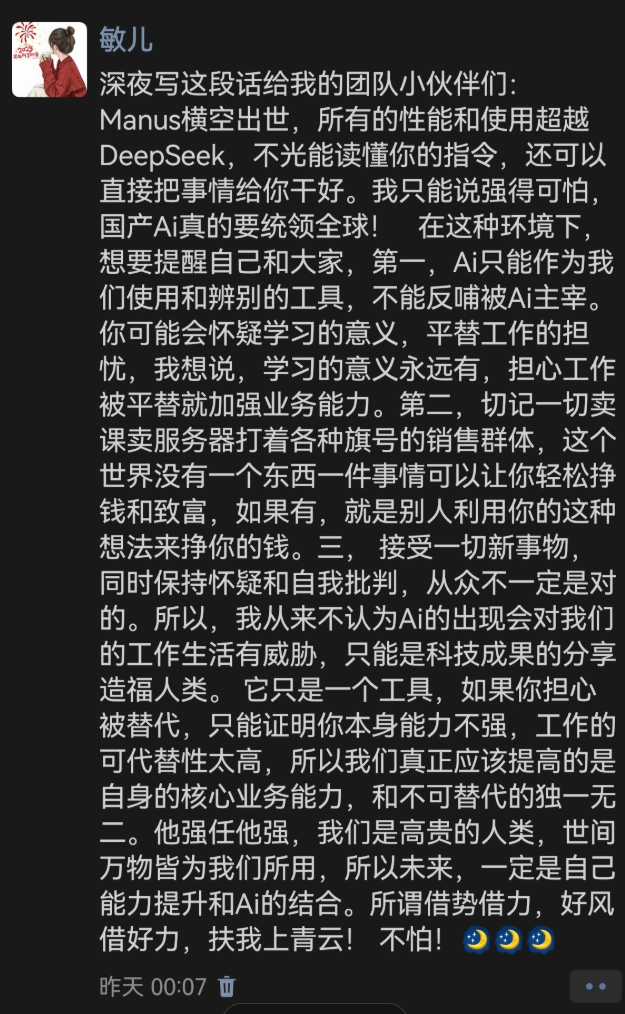 敏儿
深夜写这段话给我的团队小伙伴们：
Manus横空出世，所有的性能和使用超越
DeepSeek，不光能读懂你的指令，还可以
直接把事情给你干好。我只能说强得可怕，
国产Ai真的要统领全球！ 在这种环境下，
想要提醒自己和大家，第一，Ai只能作为我
们使用和辨别的工具，不能反哺被Ai主宰。
你可能会怀疑学习的意义，平替工作的担
忧，我想说，学习的意义永远有，担心工作
被平替就加强业务能力。第二，切记一切卖
课卖服务器打着各种旗号的销售群体，这个
世界没有一个东西一件事情可以让你轻松挣
钱和致富，如果有，就是别人利用你的这种
想法来挣你的钱。三， 接受一切新事物，
同时保持怀疑和自我批判，从众不一定是对
的。所以，我从来不认为Ai的出现会对我们
的工作生活有威胁，只能是科技成果的分享
造福人类。 它只是一个工具，如果你担心
被替代，只能证明你本身能力不强，工作的
可代替性太高，所以我们真正应该提高的是
自身的核心业务能力，和不可替代的独一无
二。他强任他强，我们是高贵的人类，世间
万物皆为我们所用，所以未来，一定是自己
能力提升和Ai的结合。所谓借势借力，好风
借好力，扶我上青云！ 不怕！🌙🌙🌙
昨天 00:07